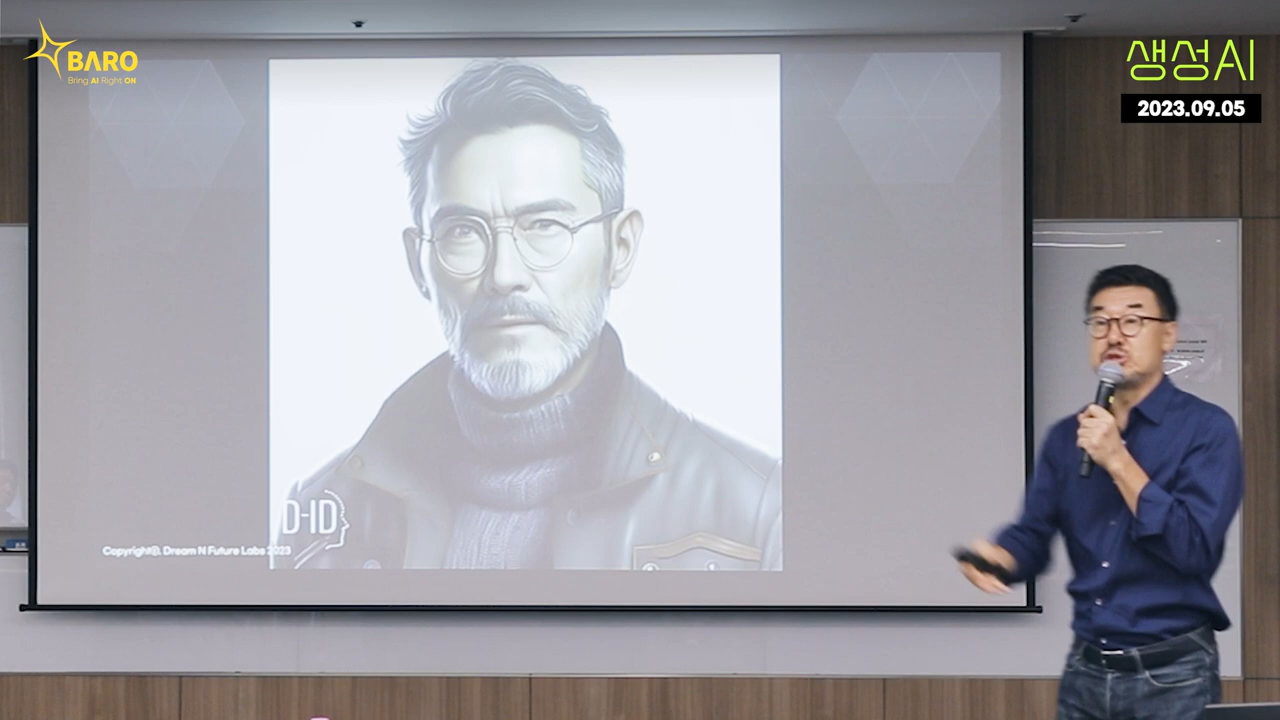 BARO
Bring AI Right ON
생성AI
2023.09.05
D-ID
Copyright©. Dream N Future Labs 2023